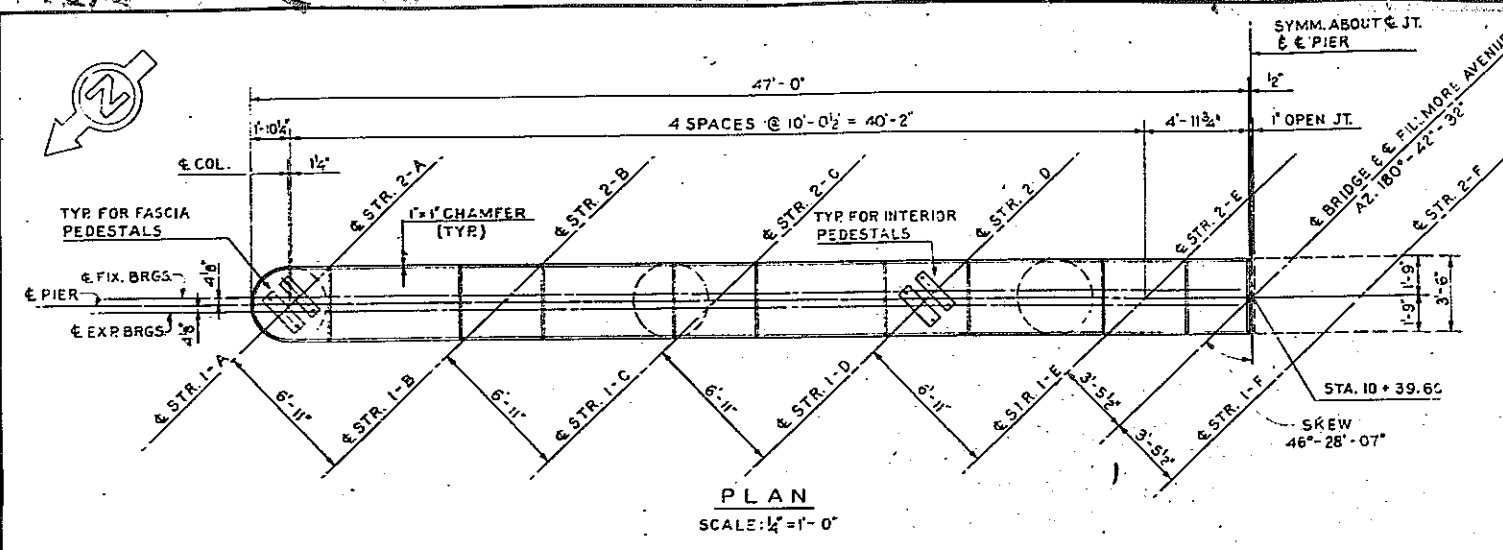 SYMM. ABOUT ℄ JT.
& ℄ PIER
47'-0"
½"
1'-10¼"
4 SPACES @ 10'-0½" = 40'-2"
4'-11¾"
1" OPEN JT.
℄ COL.
1¼"
℄ STR. 2-A
℄ STR. 2-B
℄ STR. 2-C
℄ STR. 2-D
℄ STR. 2-E
℄ BRIDGE & ℄ FILLMORE AVENUE
AZ. 180°-42'-32"
℄ STR. 2-F
TYP. FOR FASCIA
PEDESTALS
1"×1" CHAMFER
(TYP.)
TYP. FOR INTERIOR
PEDESTALS
N
℄ FIX. BRGS.
℄ PIER
℄ EXP. BRGS.
1'-9"
1'-9"
3'-6"
℄ STR. 1-A
℄ STR. 1-B
℄ STR. 1-C
℄ STR. 1-D
℄ STR. 1-E
℄ STR. 1-F
6'-11"
6'-11"
6'-11"
6'-11"
3'-5½"
3'-5½"
STA. 10 + 39.60
SKEW
46°-28'-07"
PLAN
SCALE: ¼" = 1'-0"